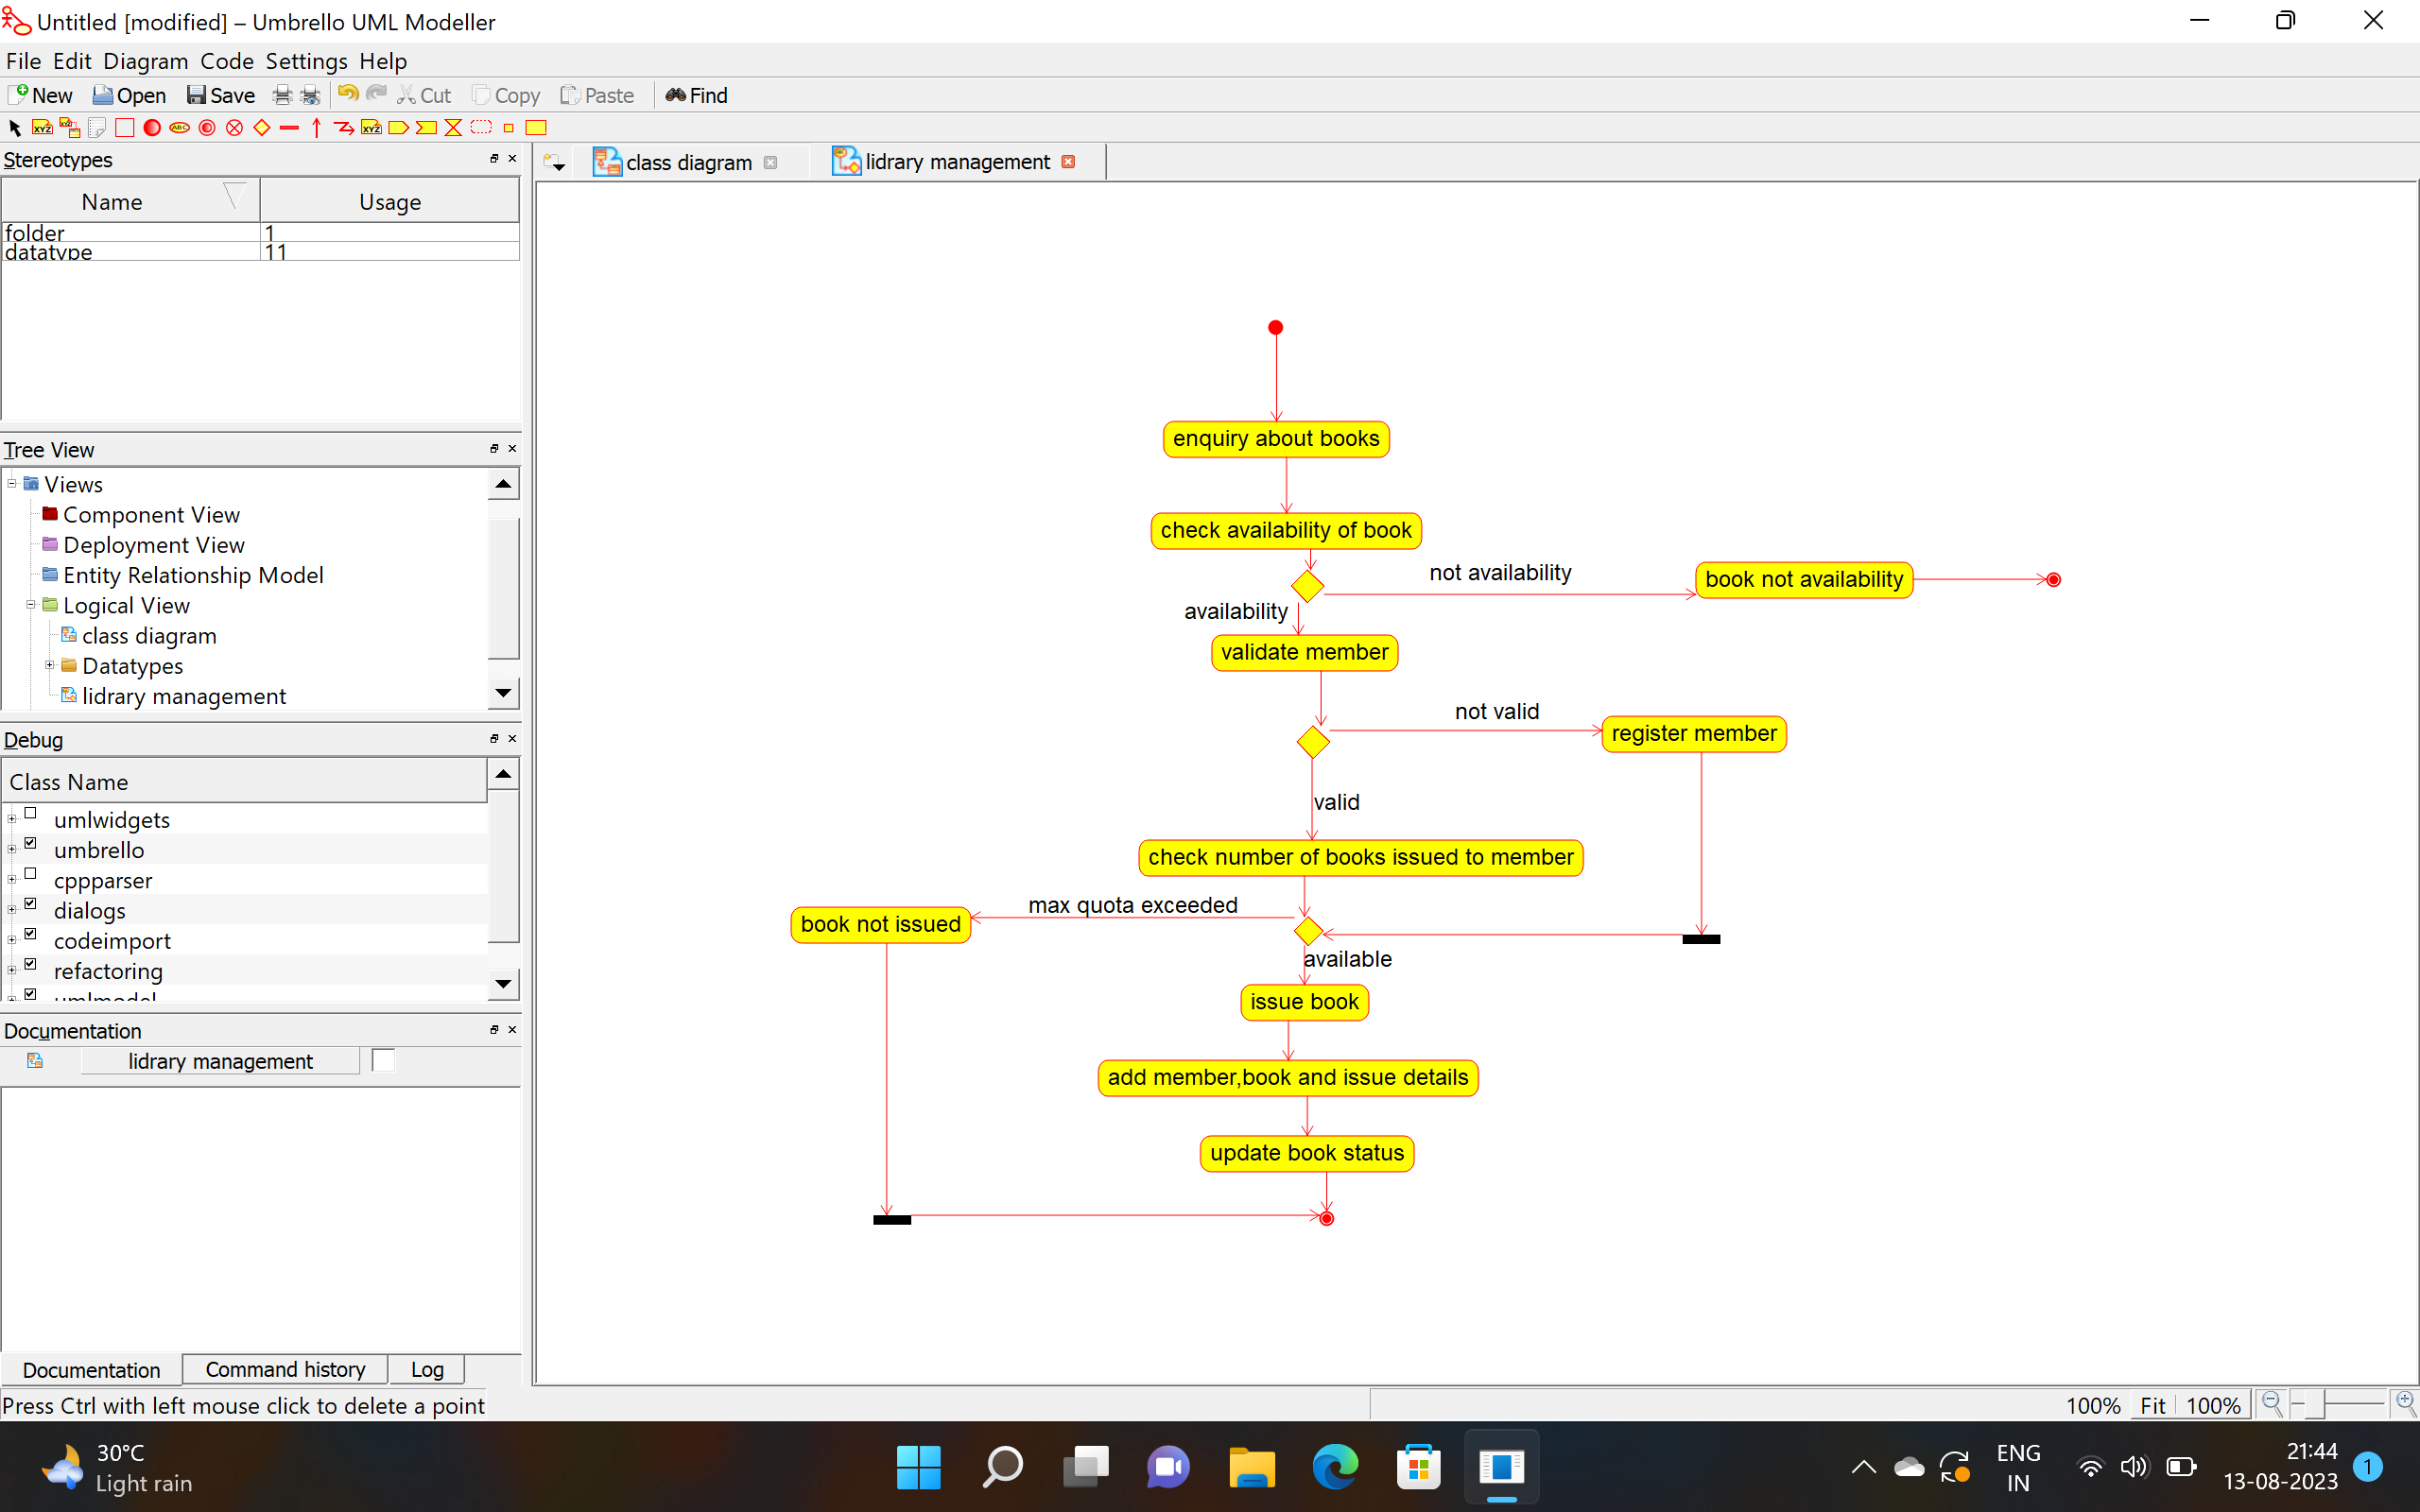 Untitled [modified] – Umbrello UML Modeller
File Edit Diagram Code Settings Help
New Open Save Cut Copy Paste Find
Stereotypes
Name Usage
folder 1
datatype 11
Tree View
Views
Component View
Deployment View
Entity Relationship Model
Logical View
class diagram
Datatypes
lidrary management
Debug
Class Name
umlwidgets
umbrello
cppparser
dialogs
codeimport
refactoring
umlmodel
Documentation
lidrary management
Documentation Command history Log
Press Ctrl with left mouse click to delete a point
class diagram lidrary management
enquiry about books
check availability of book
not availability
book not availability
availability
validate member
not valid
register member
valid
check number of books issued to member
max quota exceeded
book not issued
available
issue book
add member,book and issue details
update book status
100% Fit 100%
30°C
Light rain
ENG
IN
21:44
13-08-2023
1